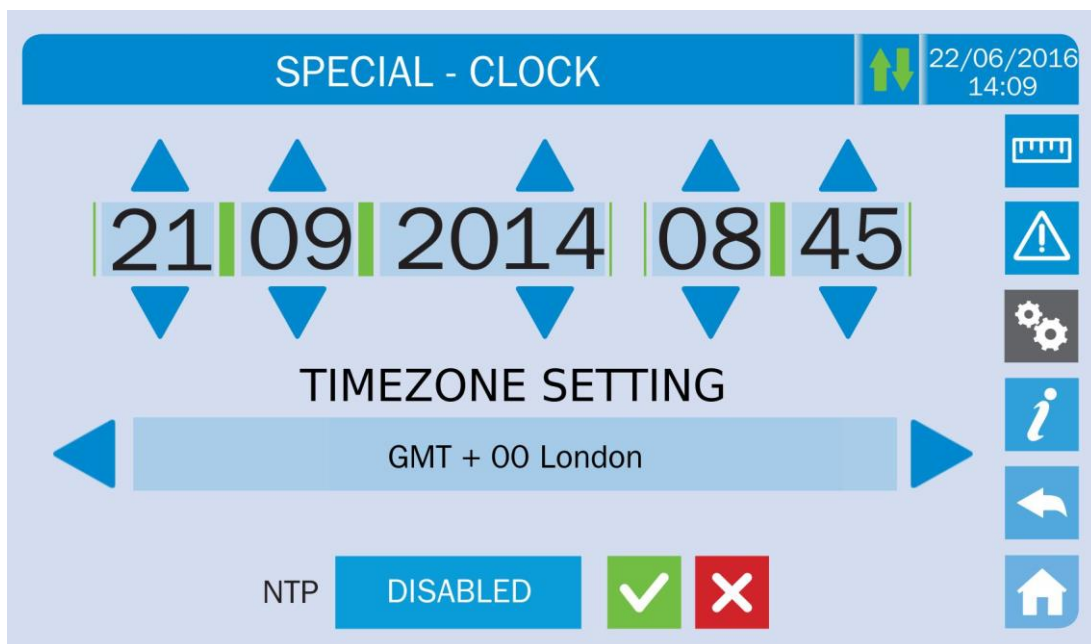 SPECIAL - CLOCK
22/06/2016
14:09
21 09 2014 08 45
TIMEZONE SETTING
GMT + 00 London
NTP DISABLED
i